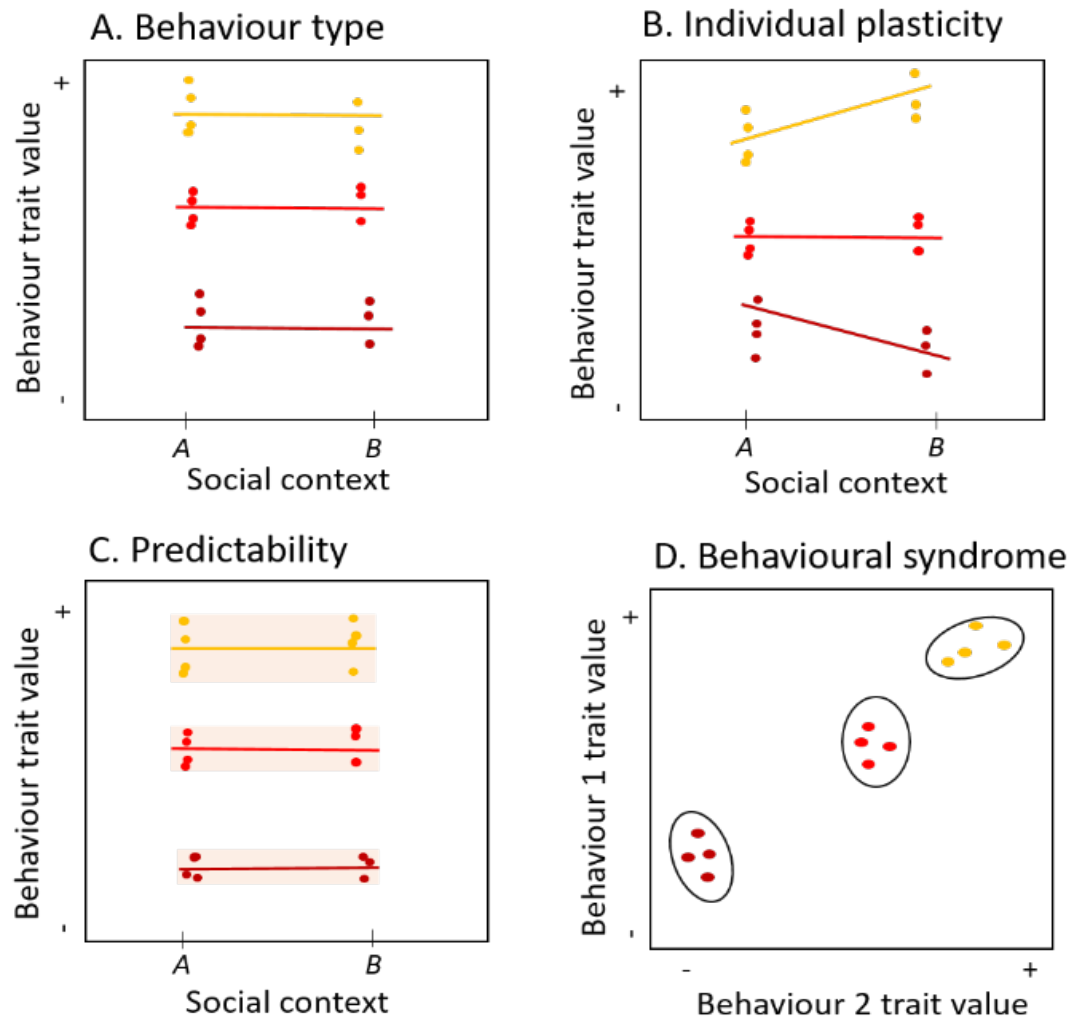 A. Behaviour type
+
Behaviour trait value
-
A B
Social context
B. Individual plasticity
+
Behaviour trait value
-
A B
Social context
C. Predictability
+
Behaviour trait value
-
A B
Social context
D. Behavioural syndrome
+
Behaviour 1 trait value
-
- +
Behaviour 2 trait value